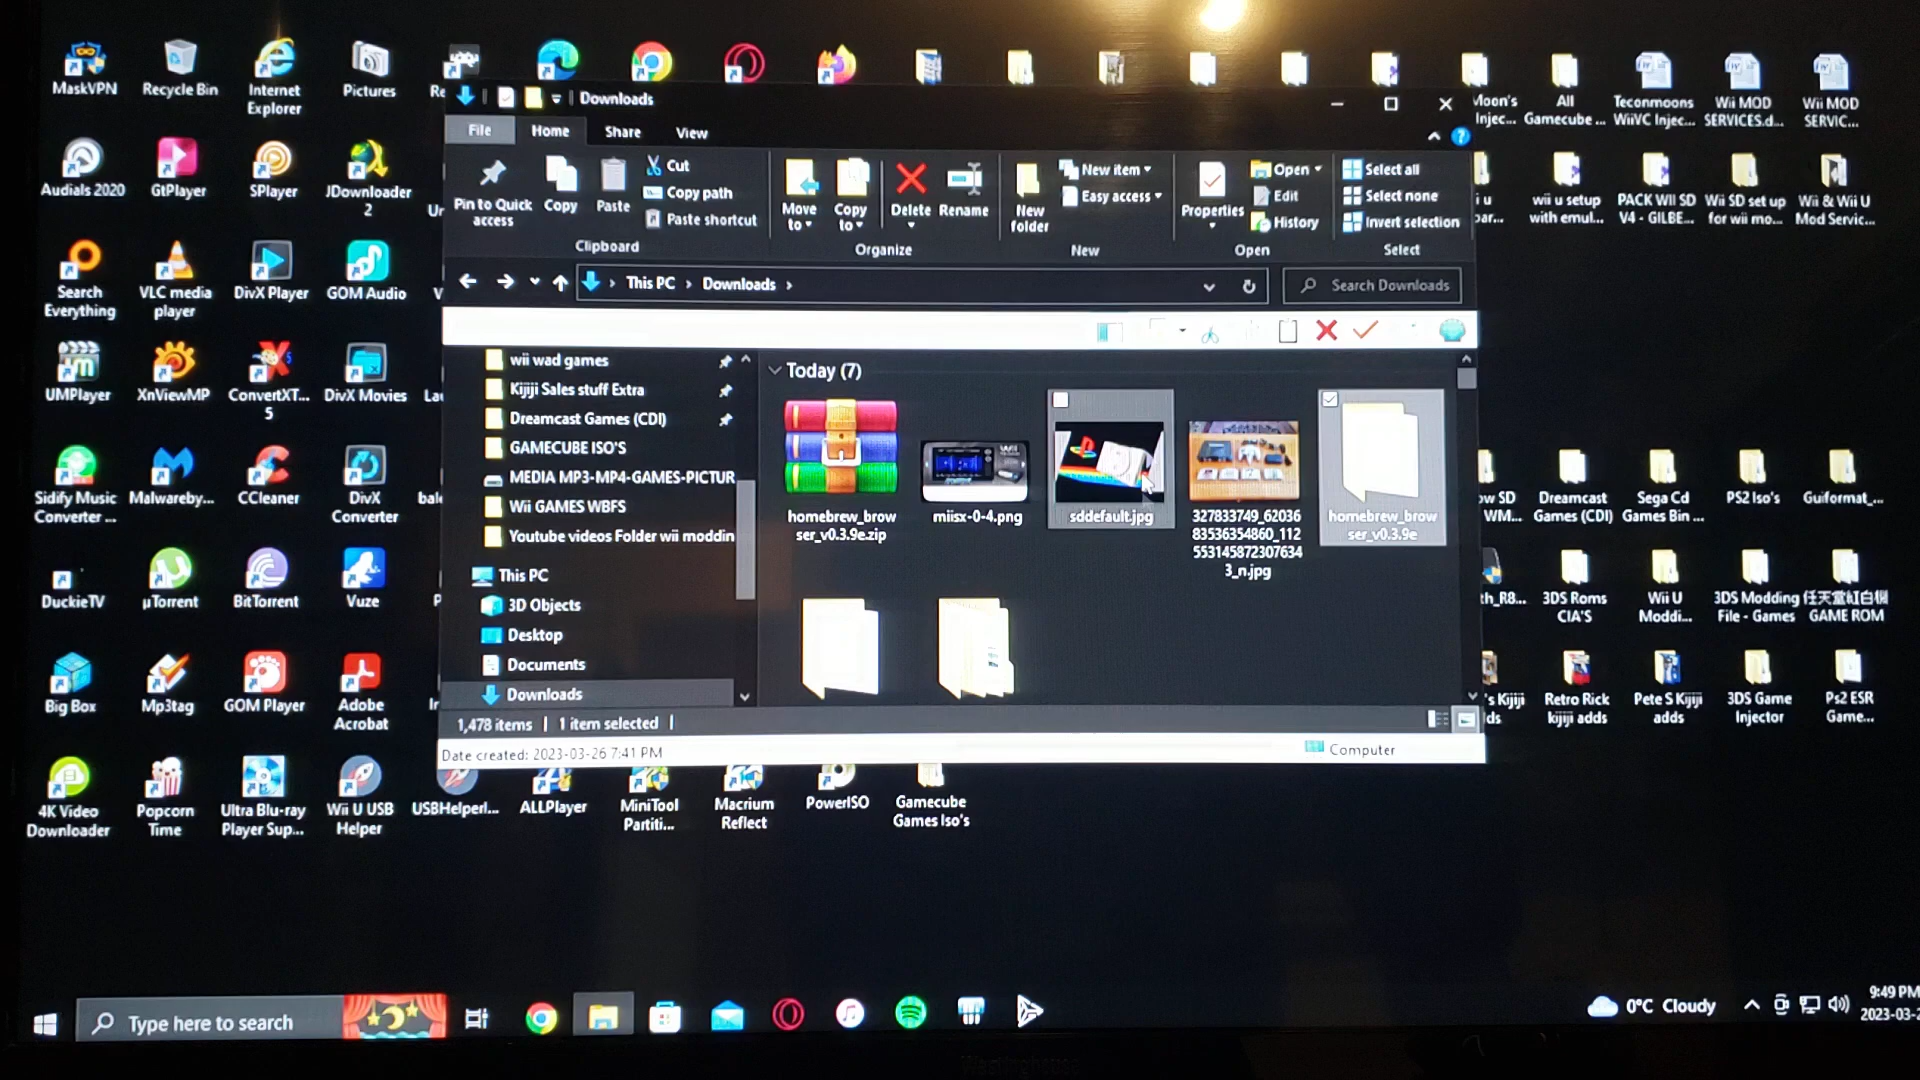 MaskVPN
Recycle Bin
Internet
Explorer
Pictures
Downloads
File
Home
Share
View
Pin to Quick
access
Copy
Paste
Cut
Copy path
Paste shortcut
Clipboard
Move
to
Copy
to
Delete
Rename
Organize
New
folder
New item
Easy access
New
Properties
Open
Edit
History
Open
Select all
Select none
Invert selection
Select
This PC
Downloads
Search Downloads
wii wad games
Kijiji Sales stuff Extra
Dreamcast Games (CDI)
GAMECUBE ISO'S
MEDIA MP3-MP4-GAMES-PICTUR
Wii GAMES WBFS
Youtube videos Folder wii moddin
This PC
3D Objects
Desktop
Documents
Downloads
Today (7)
homebrew_brow
ser_v0.3.9e.zip
miisx-0-4.png
sddefault.jpg
327833749_62036
83536354860_112
553145872307634
3_n.jpg
homebrew_brow
ser_v0.3.9e
1,478 items
1 item selected
Date created: 2023-03-26 7:41 PM
Computer
Audials 2020
GtPlayer
SPlayer
JDownloader
2
Search
Everything
VLC media
player
DivX Player
GOM Audio
UMPlayer
XnViewMP
ConvertXT...
5
DivX Movies
Sidify Music
Converter ...
Malwareby...
CCleaner
DivX
Converter
DuckieTV
µTorrent
BitTorrent
Vuze
Big Box
Mp3tag
GOM Player
Adobe
Acrobat
4K Video
Downloader
Popcorn
Time
Ultra Blu-ray
Player Sup...
Wii U USB
Helper
USBHelperl...
ALLPlayer
MiniTool
Partiti...
Macrium
Reflect
PowerISO
Gamecube
Games Iso's
Moon's
Injec...
All
Gamecube ...
Teconmoons
WiiVC Injec...
Wii MOD
SERVICES.d...
Wii MOD
SERVIC...
wii u setup
with emul...
PACK WII SD
V4 - GILBE...
Wii SD set up
for wii mo...
Wii & Wii U
Mod Servic...
Dreamcast
Games (CDI)
Sega Cd
Games Bin ...
PS2 Iso's
Guiformat_...
3DS Roms
CIA'S
Wii U
Moddi...
3DS Modding
File - Games
任天堂紅白機
GAME ROM
Retro Rick
kijiji adds
Pete S Kijiji
adds
3DS Game
Injector
Ps2 ESR
Game...
Type here to search
0°C Cloudy
9:49 PM
2023-03-2